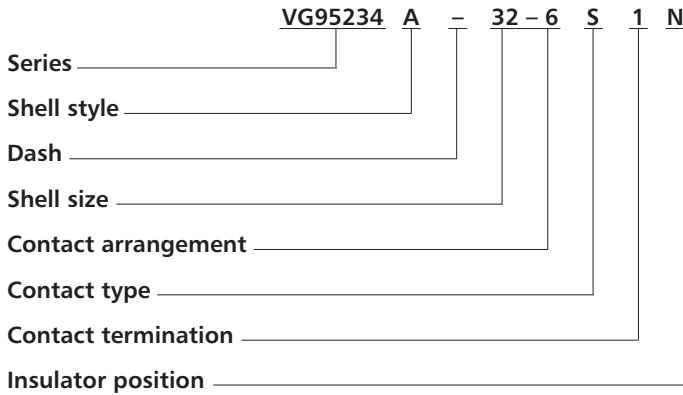 VG95234 A – 32 – 6 S 1 N
Series
Shell style
Dash
Shell size
Contact arrangement
Contact type
Contact termination
Insulator position